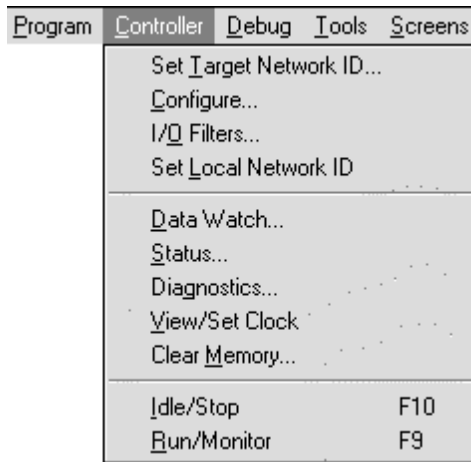 Program Controller Debug Tools Screens
Set Target Network ID...
Configure...
I/O Filters...
Set Local Network ID
Data Watch...
Status...
Diagnostics...
View/Set Clock
Clear Memory...
Idle/Stop F10
Run/Monitor F9